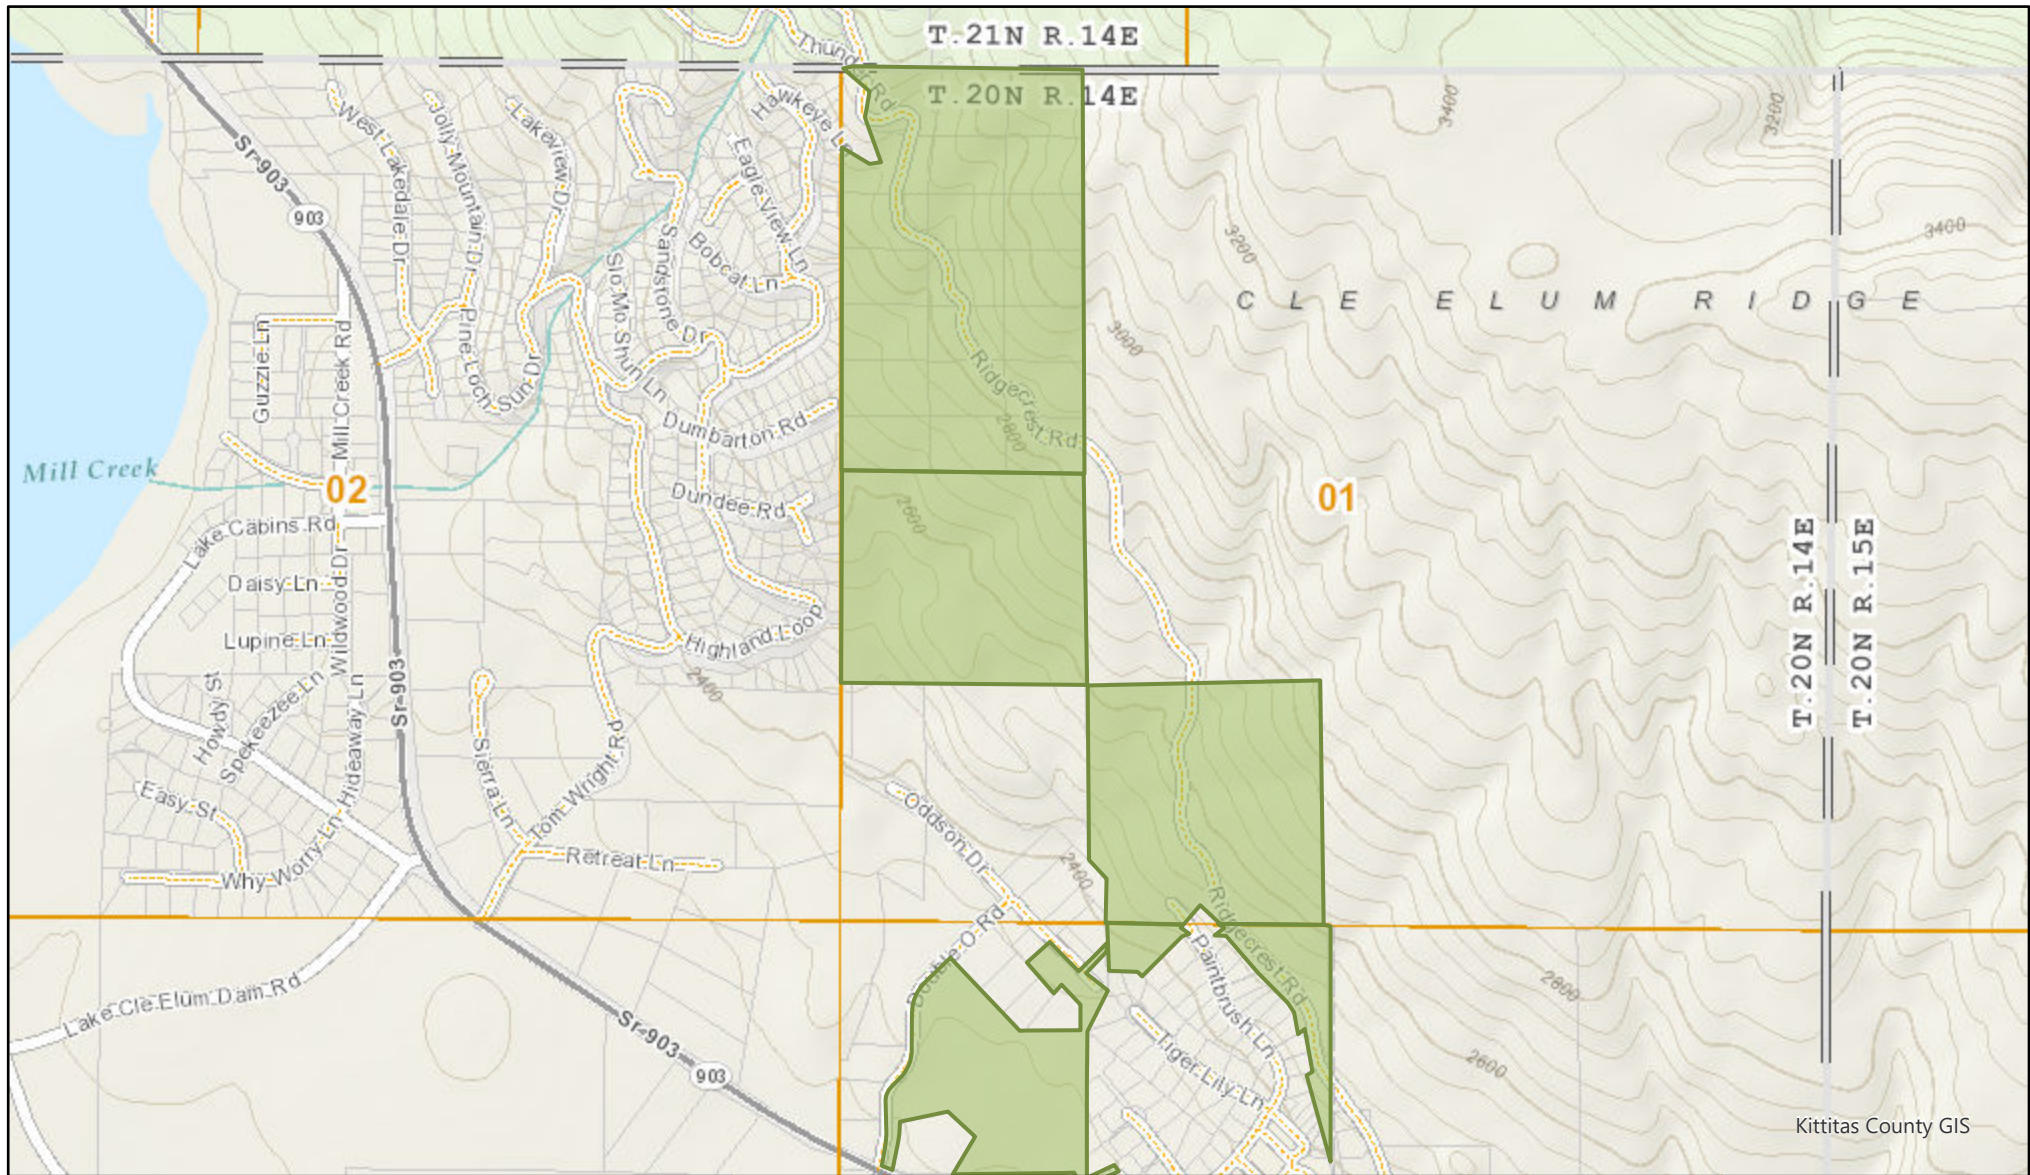 T.21N R.14E
T.20N R.14E
Thunder Rd
Hawkeye Ln
West Lakedale Dr
Jolly Mountain Dr
Lakeview Dr
Eagle View Ln
Sr-903
903
Sandstone Dr
Bobcat Ln
Slo Mo Shun Ln
3400
3200
3400
3200
3000
CLE ELUM RIDGE
Guzzie Ln
Mill Creek Rd
Pine Loch Sun Dr
Ridgecrest Rd
2800
Dumbarton Rd
Mill Creek
02
01
Dundee Rd
2600
Lake Cabins Rd
Daisy Ln
Wildwood Dr
Lupine Ln
Highland Loop
T.20N R.14E
T.20N R.15E
2400
Howdy St
Spekeezee Ln
Hideaway Ln
Sr-903
Sierra Ln
Tom Wright Rd
Easy St
Oddson Dr
Why Worry Ln
Retreat Ln
2400
Ridgecrest Rd
Double O Rd
Paintbrush Ln
Lake Cle Elum Dam Rd
Sr-903
903
Tiger Lily Ln
2800
2600
Kittitas County GIS